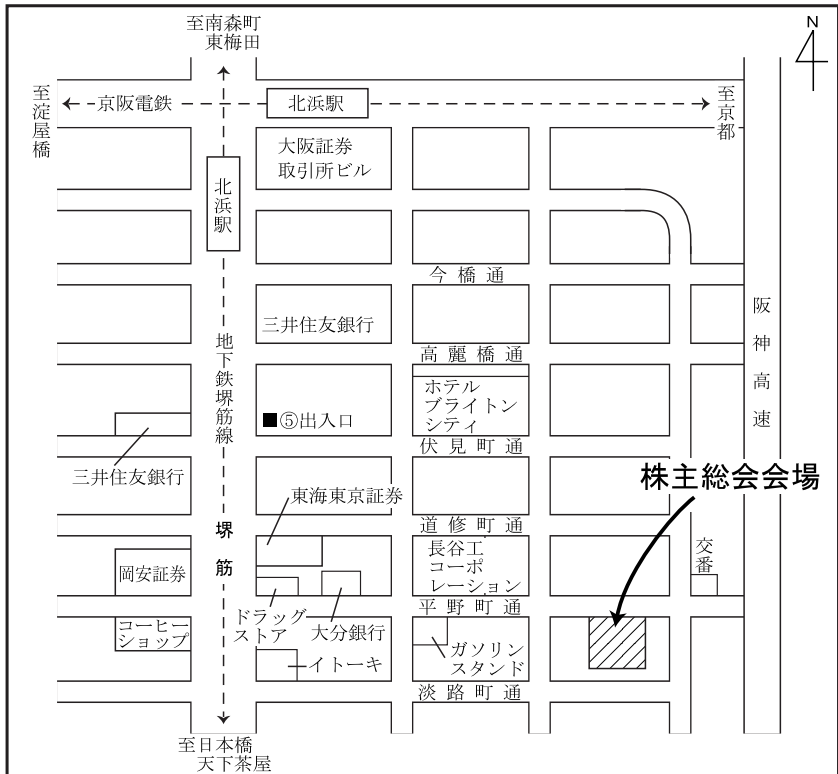 至南森町
東梅田
N
至淀屋橋
京阪電鉄
北浜駅
至京都
大阪証券
取引所ビル
北浜駅
今橋通
三井住友銀行
阪神高速
地下鉄堺筋線
高麗橋通
ホテル
ブライトン
シティ
■⑤出入口
伏見町通
三井住友銀行
株主総会会場
東海東京証券
道修町通
堺筋
長谷工
コーポ
レーション
交番
岡安証券
平野町通
ドラッグ
ストア
大分銀行
コーヒー
ショップ
ガソリン
スタンド
イトーキ
淡路町通
至日本橋
天下茶屋